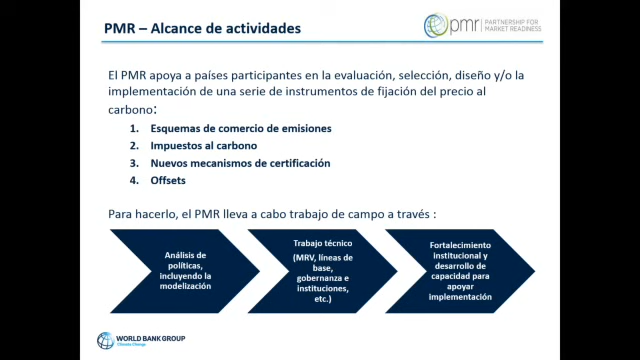 PMR – Alcance de actividades
pmr PARTNERSHIP FOR
MARKET READINESS
El PMR apoya a países participantes en la evaluación, selección, diseño y/o la
implementación de una serie de instrumentos de fijación del precio al
carbono:
1. Esquemas de comercio de emisiones
2. Impuestos al carbono
3. Nuevos mecanismos de certificación
4. Offsets
Para hacerlo, el PMR lleva a cabo trabajo de campo a través :
Análisis de
políticas,
incluyendo la
modelización
Trabajo técnico
(MRV, líneas de
base,
gobernanza e
instituciones,
etc.)
Fortalecimiento
institucional y
desarrollo de
capacidad para
apoyar
implementación
WORLD BANK GROUP
Climate Change